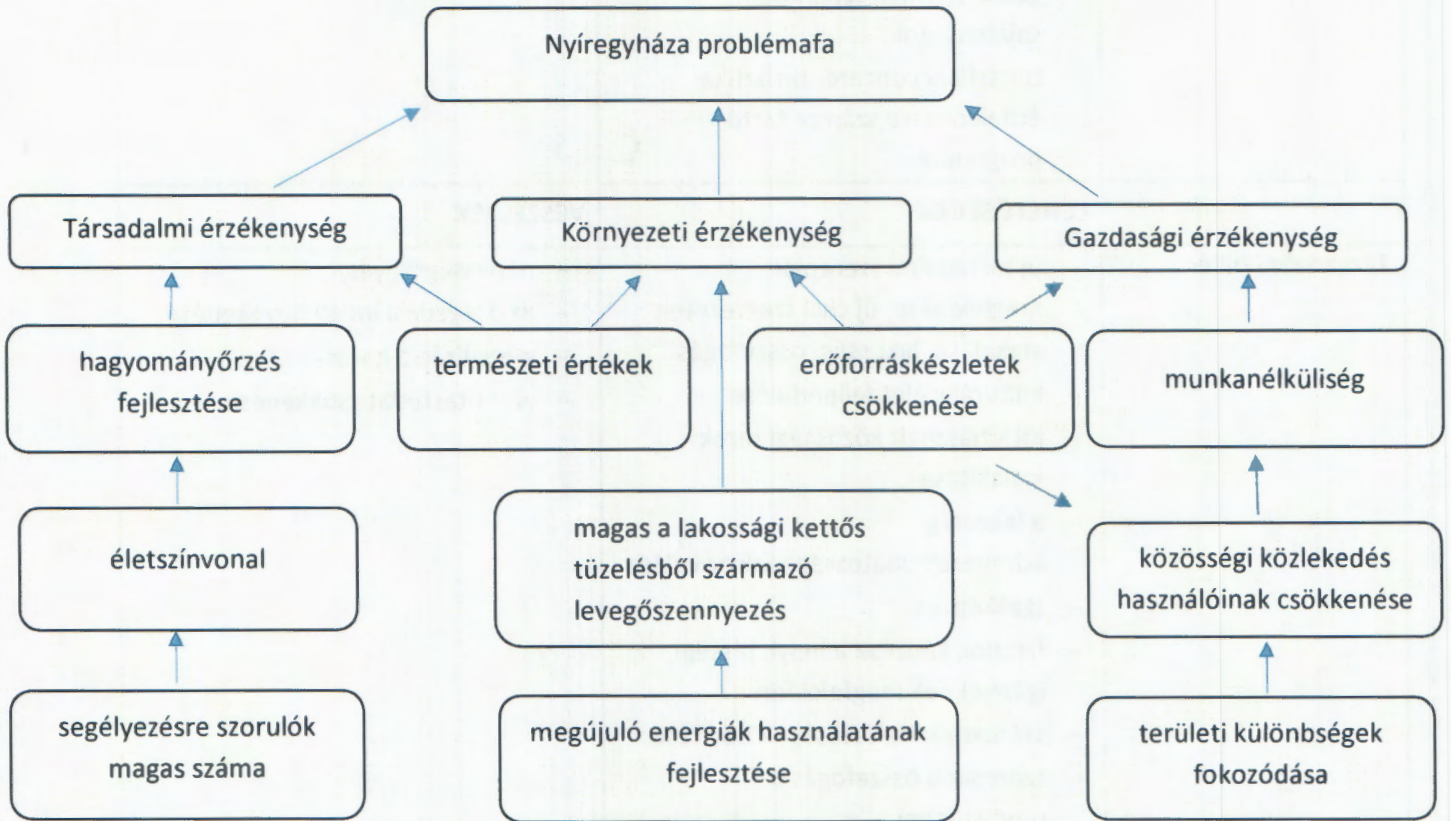 Nyíregyháza problémafa
Társadalmi érzékenység
Környezeti érzékenység
Gazdasági érzékenység
hagyományőrzés
fejlesztése
természeti értékek
erőforráskészletek
csökkenése
munkanélküliség
életszínvonal
magas a lakossági kettős
tüzelésből származó
levegőszennyezés
közösségi közlekedés
használóinak csökkenése
segélyezésre szorulók
magas száma
megújuló energiák használatának
fejlesztése
területi különbségek
fokozódása